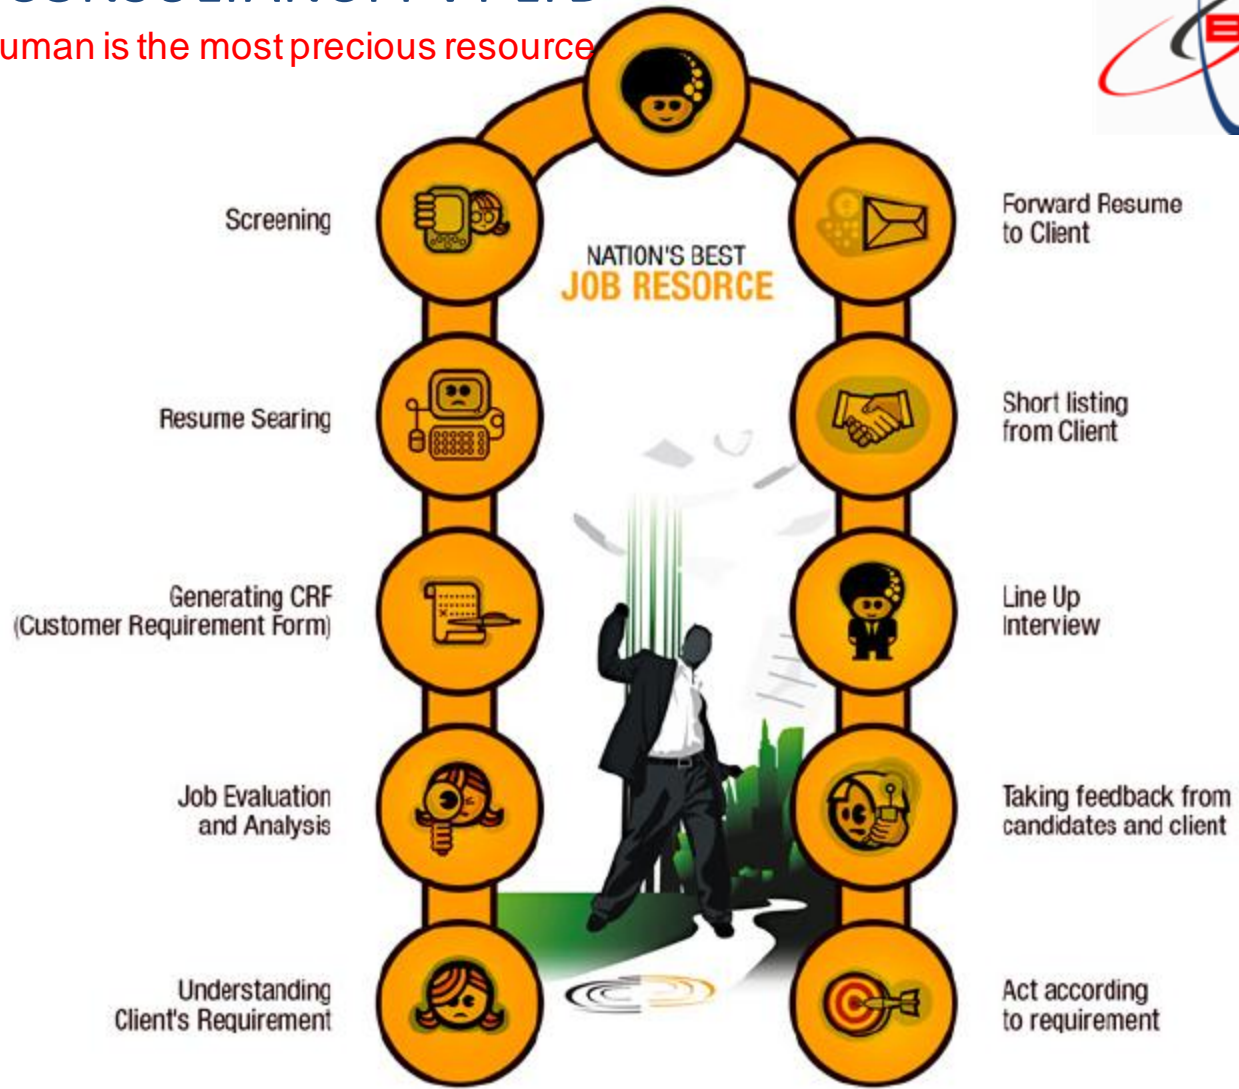 uman is the most precious resource
NATION'S BEST
JOB RESORCE
Screening
Resume Searing
Generating CRF
(Customer Requirement Form)
Job Evaluation
and Analysis
Understanding
Client's Requirement
Forward Resume
to Client
Short listing
from Client
Line Up
Interview
Taking feedback from
candidates and client
Act according
to requirement